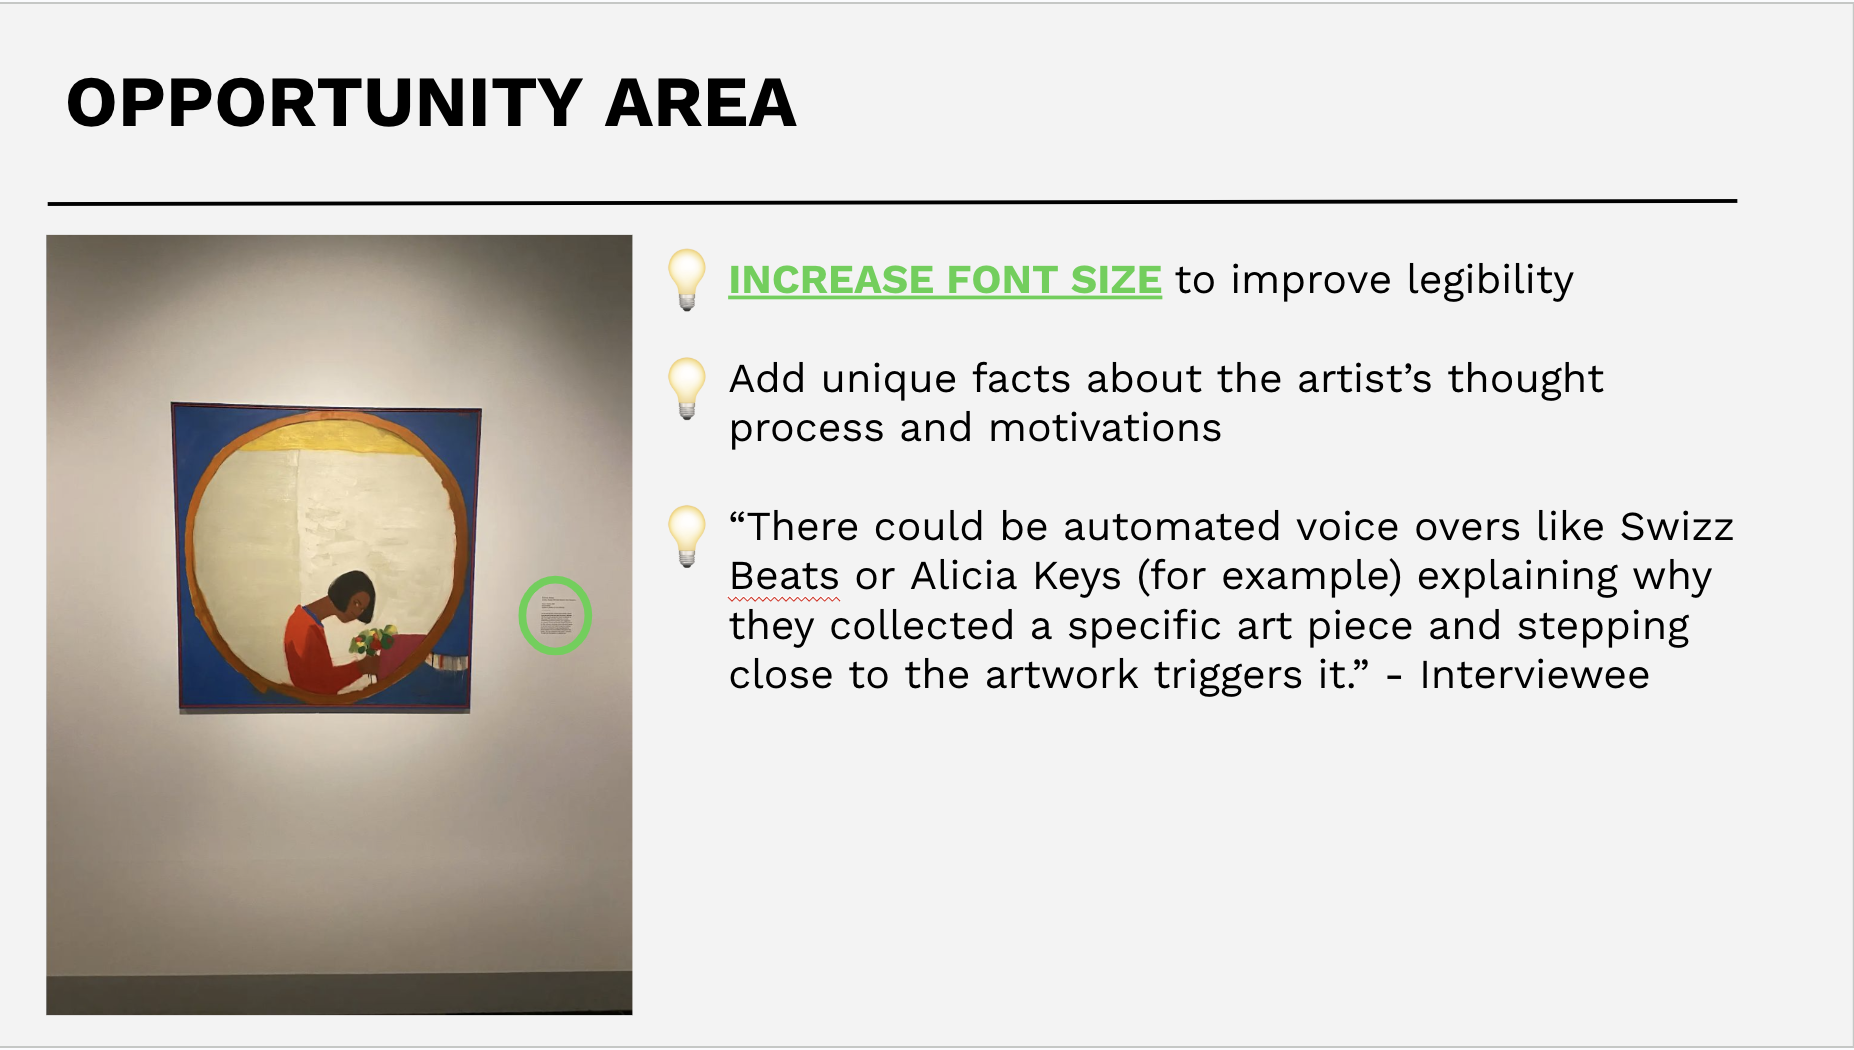 OPPORTUNITY AREA
INCREASE FONT SIZE to improve legibility
Add unique facts about the artist’s thought
process and motivations
“There could be automated voice overs like Swizz
Beats or Alicia Keys (for example) explaining why
they collected a specific art piece and stepping
close to the artwork triggers it.” - Interviewee